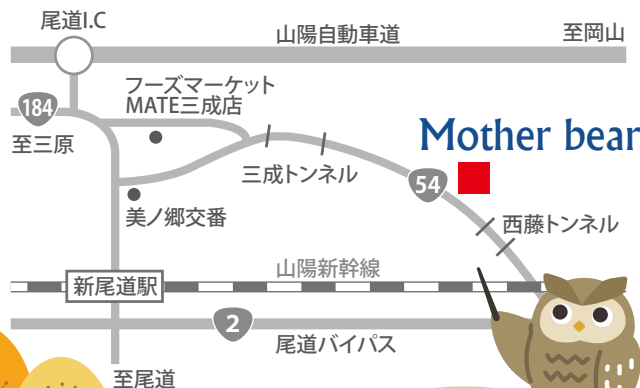 尾道I.C
山陽自動車道
至岡山
184
フーズマーケット
MATE三成店
至三原
Mother bear
三成トンネル
54
美ノ郷交番
西藤トンネル
山陽新幹線
新尾道駅
2
尾道バイパス
至尾道